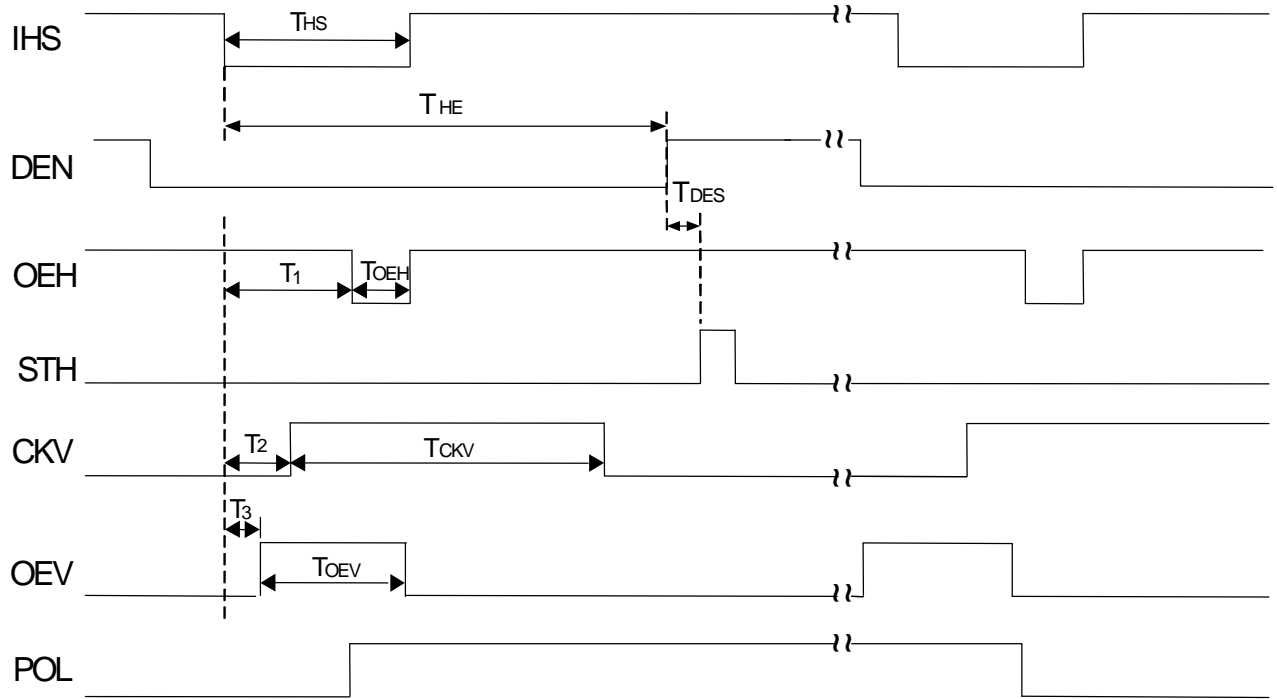 IHS
THS
THE
DEN
TDES
OEH
T1
TOEH
STH
CKV
T2
TCKV
T3
OEV
TOEV
POL